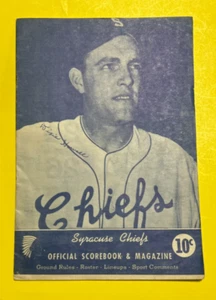 S
Chiefs
Syracuse Chiefs
10¢
OFFICIAL SCOREBOOK & MAGAZINE
Ground Rules - Roster - Lineups - Sport Comments